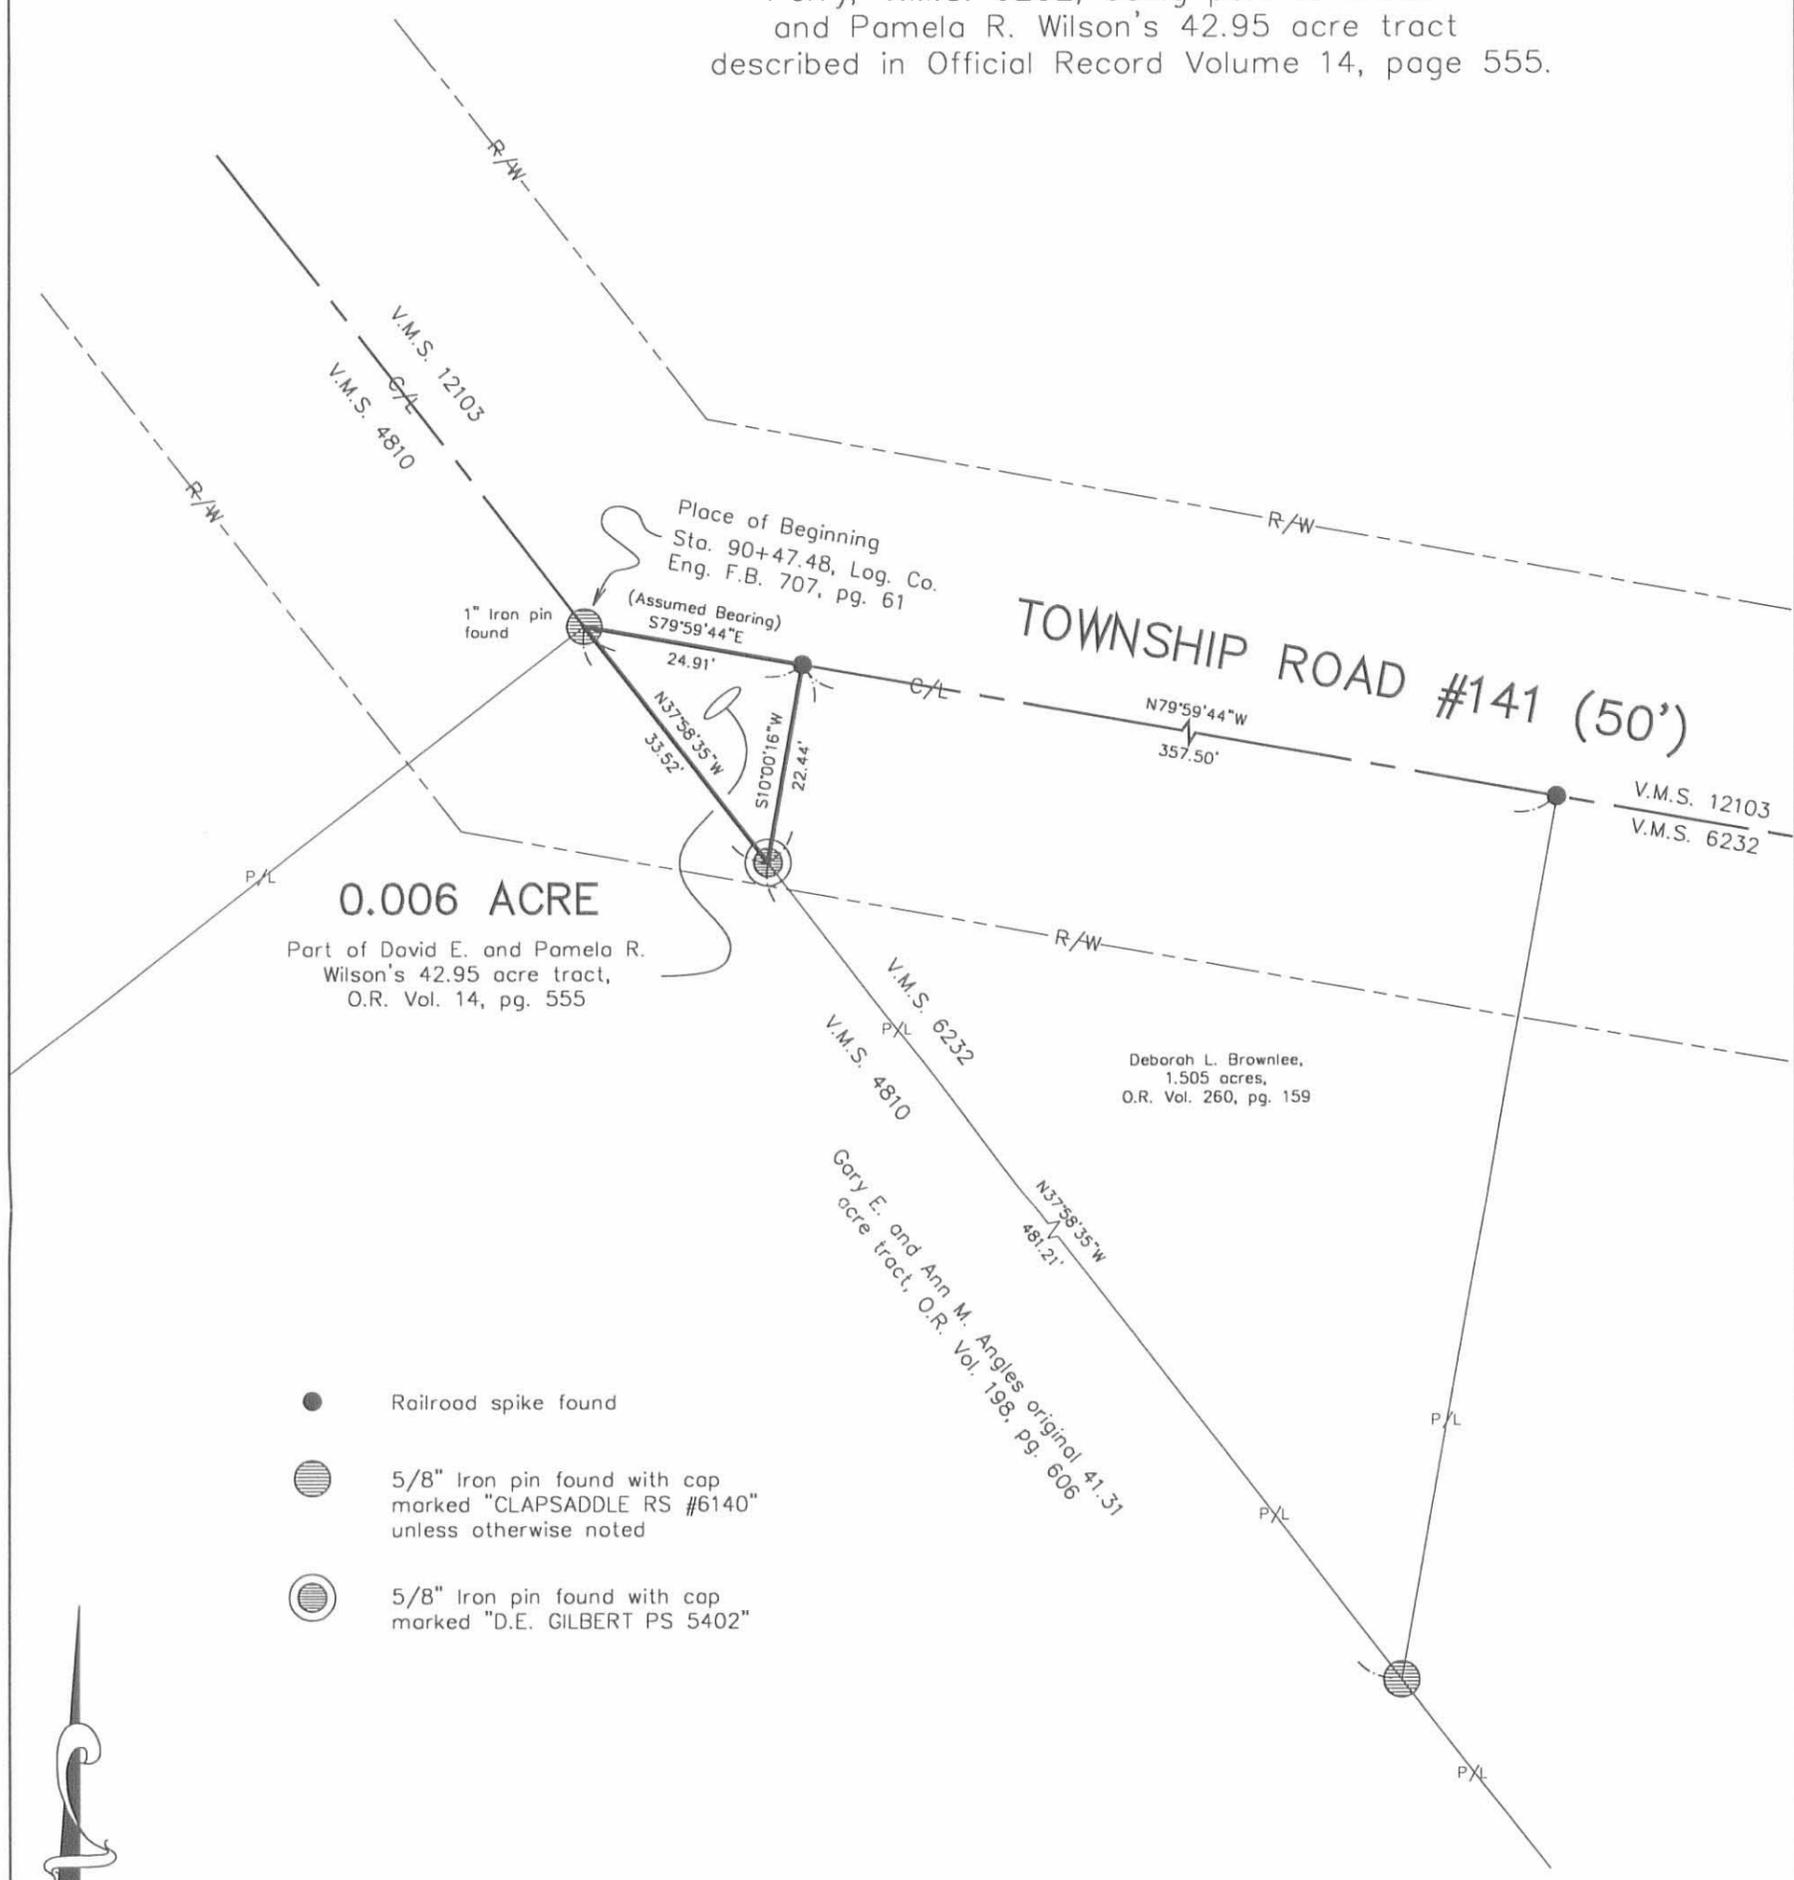 and Pamela R. Wilson's 42.95 acre tract
described in Official Record Volume 14, page 555.
R/W
V.M.S. 12103
C/L
V.M.S. 4810
R/W
R/W
Place of Beginning
Sta. 90+47.48, Log. Co.
Eng. F.B. 707, pg. 61
1" Iron pin
found
(Assumed Bearing)
S79°59'44"E
24.91'
TOWNSHIP ROAD #141 (50')
C/L
N79°59'44"W
357.50'
N37°58'35"W
33.52'
S10°00'16"W
22.44'
V.M.S. 12103
V.M.S. 6232
P/L
0.006 ACRE
Part of David E. and Pamela R.
Wilson's 42.95 acre tract,
O.R. Vol. 14, pg. 555
R/W
V.M.S. 6232
P/L
V.M.S. 4810
Deborah L. Brownlee,
1.505 acres,
O.R. Vol. 260, pg. 159
Gary E. and Ann M. Angles original 41.31
acre tract, O.R. Vol. 198, pg. 606
N37°58'35"W
481.21'
P/L
P/L
Railroad spike found
5/8" Iron pin found with cap
marked "CLAPSADDLE RS #6140"
unless otherwise noted
5/8" Iron pin found with cap
marked "D.E. GILBERT PS 5402"
P/L